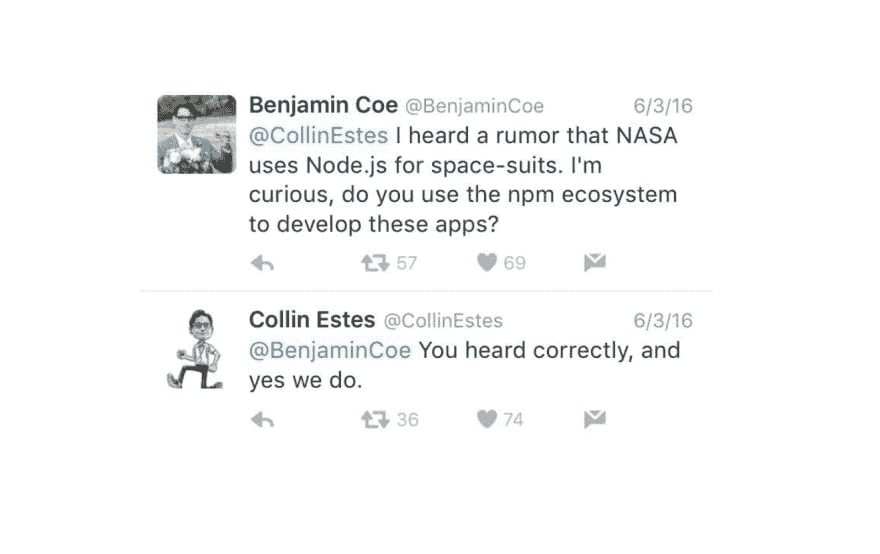 Benjamin Coe @BenjaminCoe 6/3/16
@CollinEstes I heard a rumor that NASA
uses Node.js for space-suits. I'm
curious, do you use the npm ecosystem
to develop these apps?
57 69
Collin Estes @CollinEstes 6/3/16
@BenjaminCoe You heard correctly, and
yes we do.
36 74